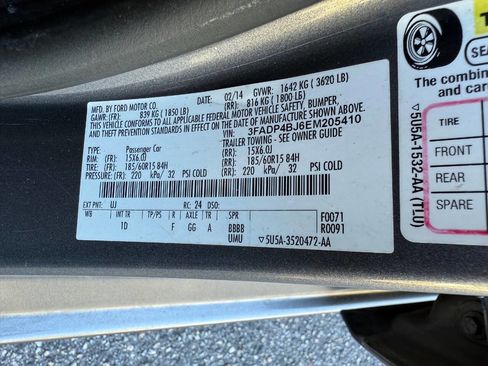 MFD. BY FORD MOTOR CO.
02/14 GVWR: 1642 KG ( 3620 LB)
(FR): 839 KG ( 1850 LB) (RR): 816 KG ( 1800 LB)
THIS VEHICLE CONFORMS TO ALL APPLICABLE FEDERAL MOTOR VEHICLE SAFETY, BUMPER,
AND THEFT PREVENTION STANDARDS IN EFFECT ON THE DATE OF MANUFACTURE SHOWN ABOVE.
VIN: 3FADP4BJ6EM205410
TYPE: Passenger Car TRAILER TOWING - SEE OWNER GUIDE
RIM: (FR): 15X6.0J (RR): 15X6.0J
TIRES: (FR): 185/60R15 84H (RR): 185/60R15 84H
PRESSURE: (FR): 220 kPa/ 32 PSI COLD (RR): 220 kPa/ 32 PSI COLD
EXT PNT: UJ RC: 24 DSO:
WB INT TR TP/PS R AXLE TR SPR F0071
1D F GG A BBBB R0091
UMU ▽5U5A-3520472-AA
▽5U5A-1532-AA (TLU)
T
SEA
The combin
and car
TIRE
FRONT
REAR
SPARE